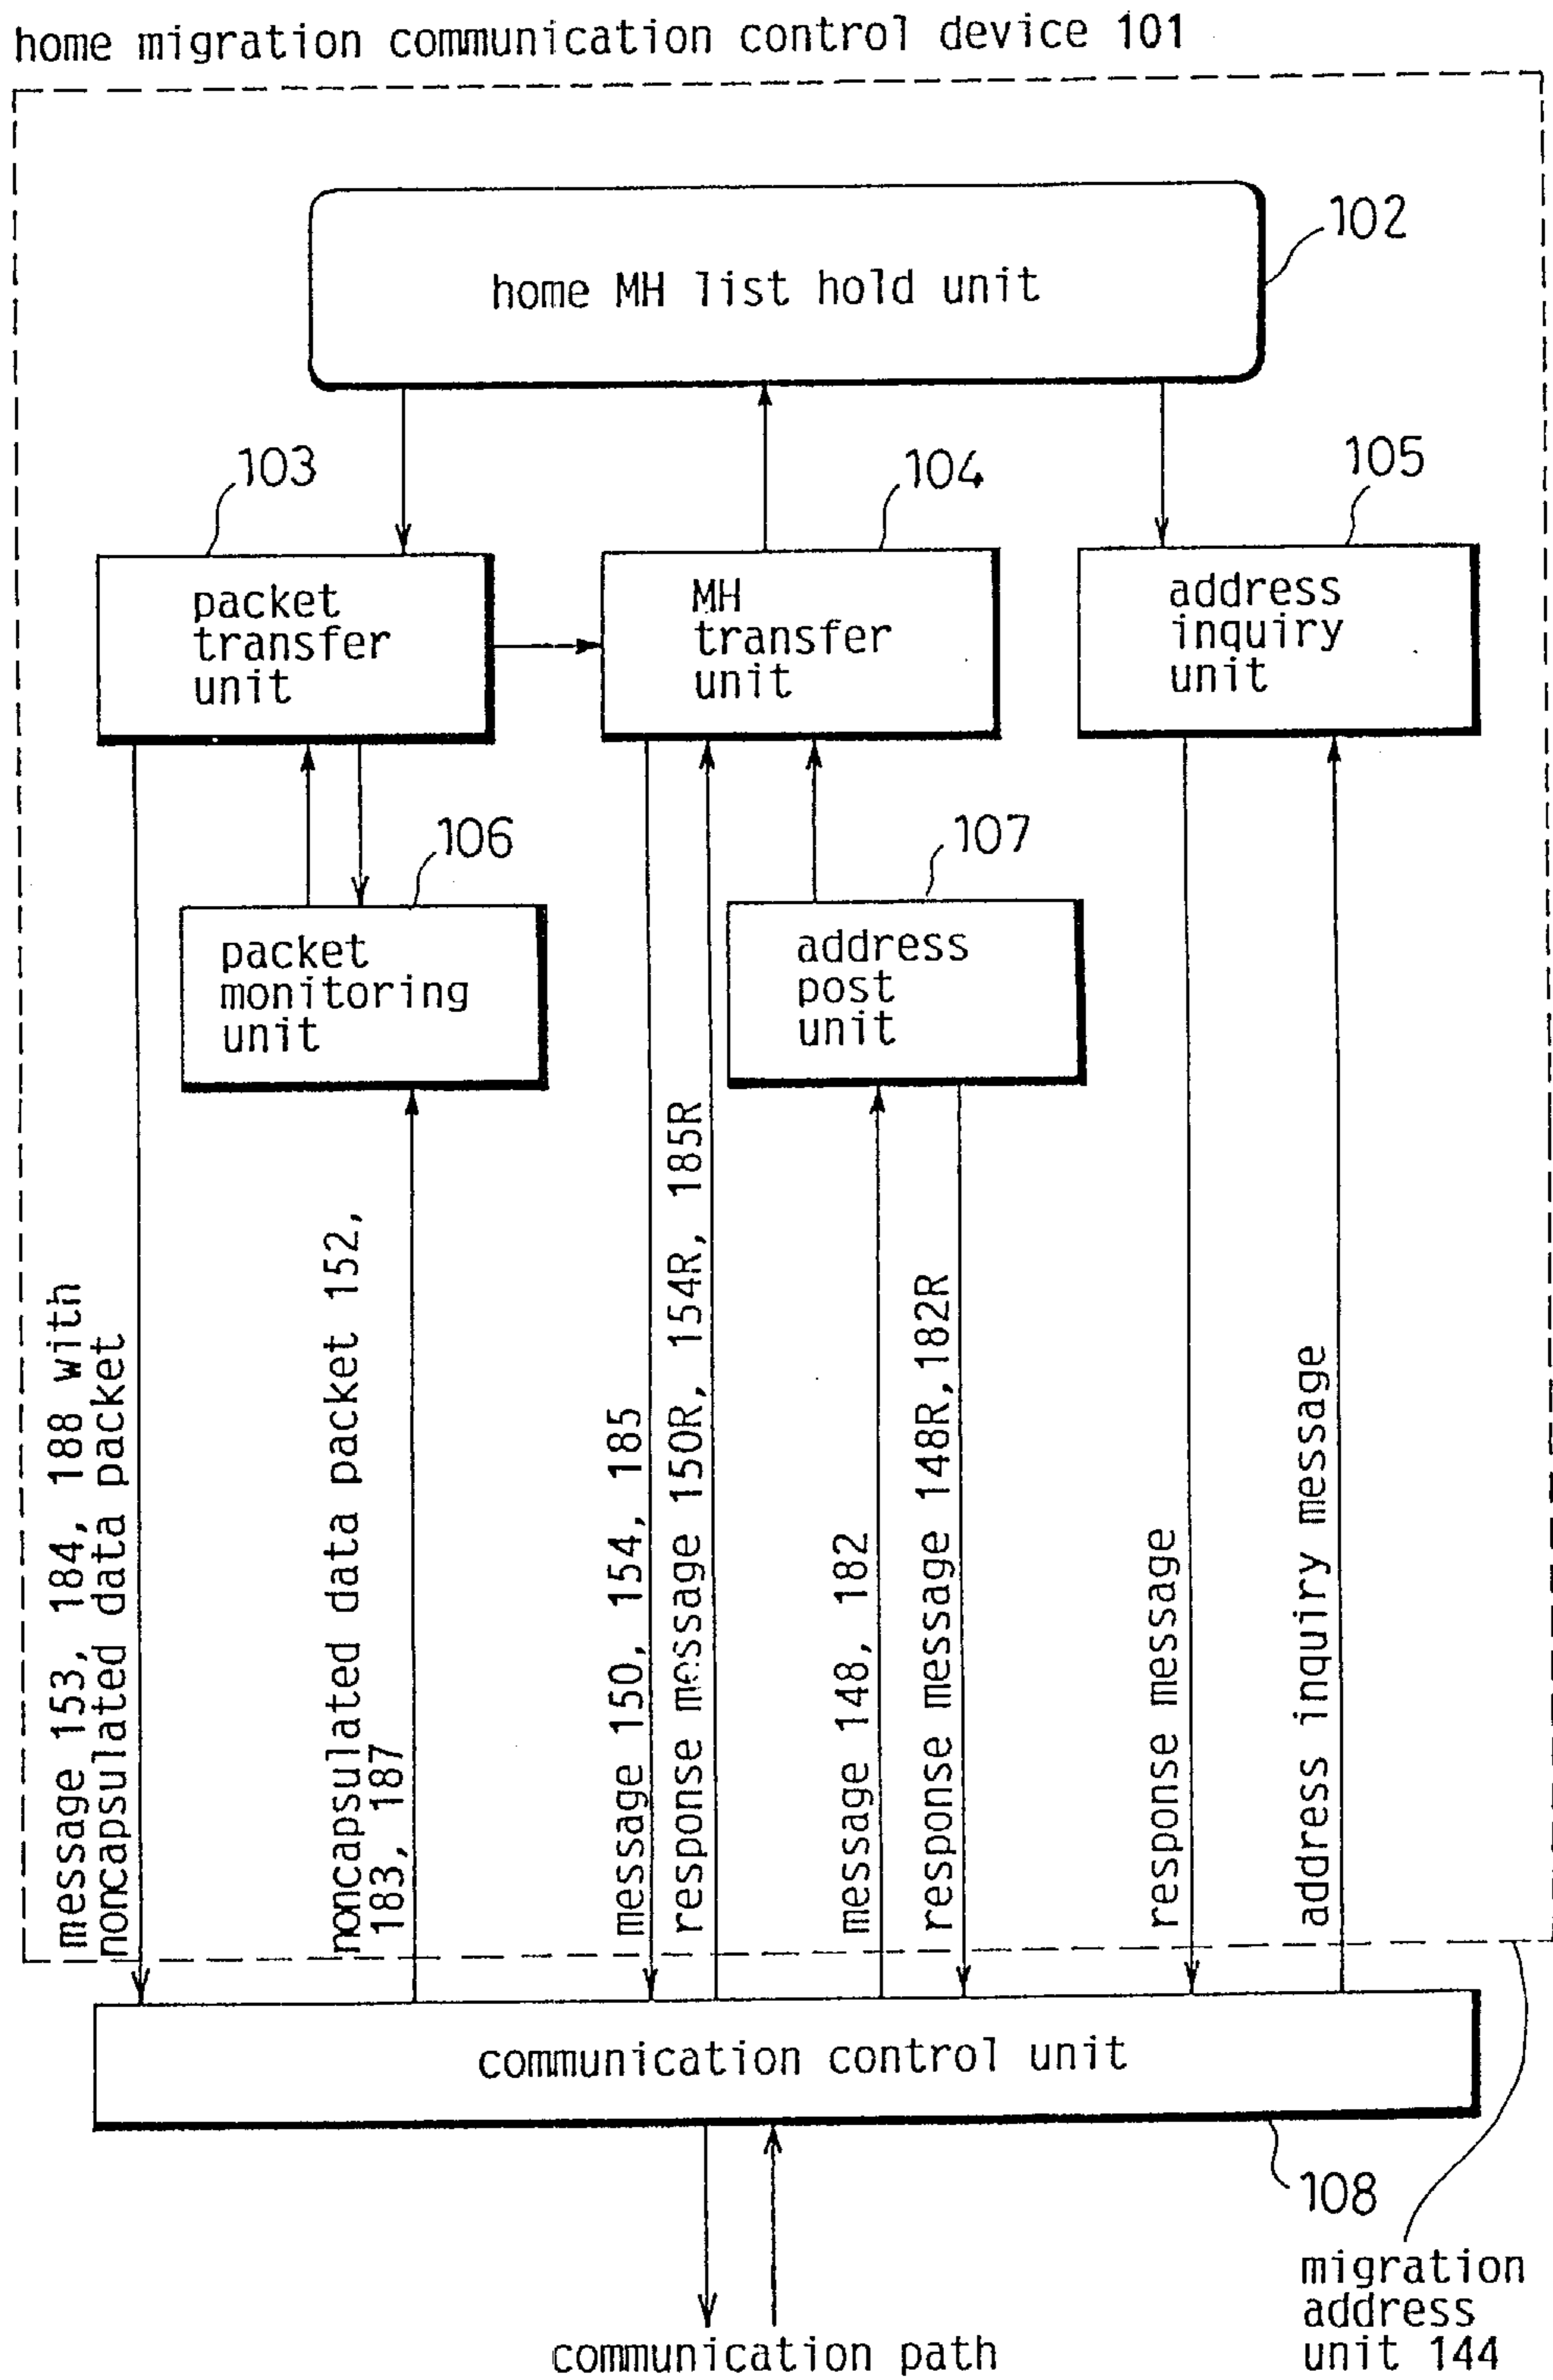 home migration communication control device 101
102
home MH list hold unit
103
104
105
packet
transfer
unit
MH
transfer
unit
address
inquiry
unit
106
107
packet
monitoring
unit
address
post
unit
message 153, 184, 188 with
noncapsulated data packet
noncapsulated data packet 152,
183, 187
message 150, 154, 185
response message 150R, 154R, 185R
message 148, 182
response message 148R,182R
response message
address inquiry message
communication control unit
108
migration
address
unit 144
communication path